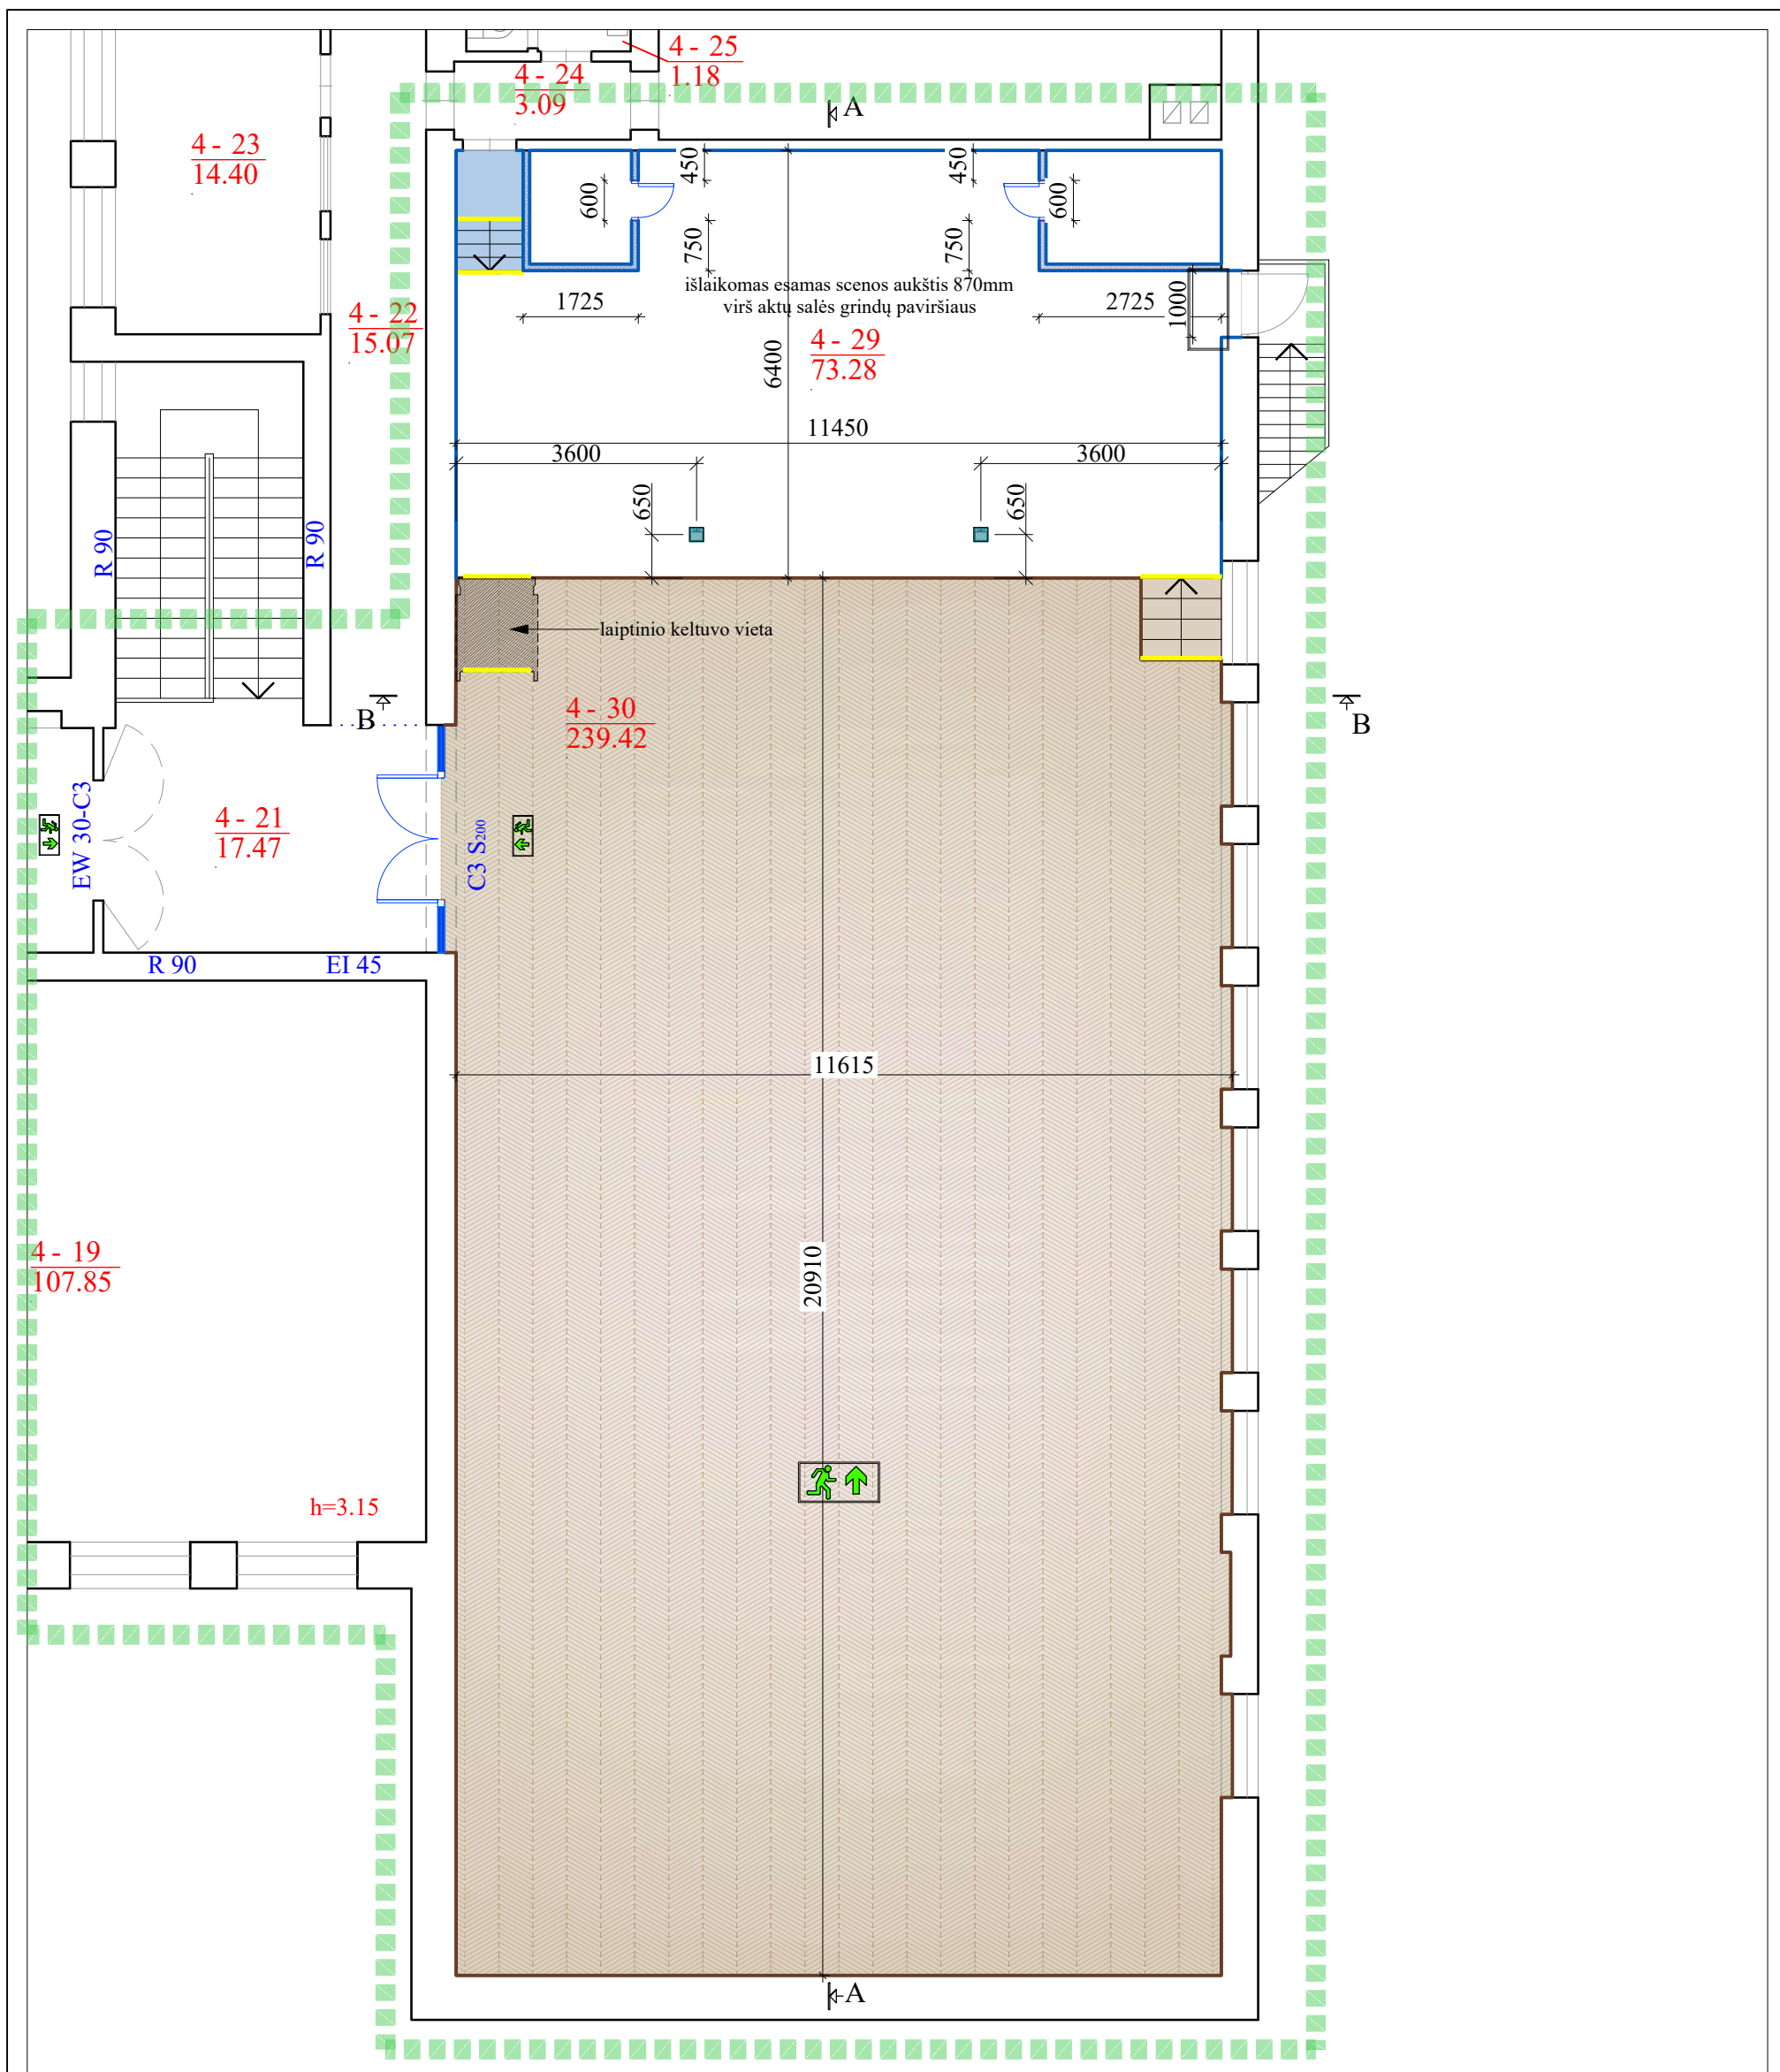 4 - 25
1.18
4 - 24
3.09
A
4 - 23
14.40
450
450
600
600
750
750
išlaikomas esamas scenos aukštis 870mm
virš aktų salės grindų paviršiaus
1725
2725
1000
4 - 22
15.07
4 - 29
73.28
6400
11450
3600
3600
650
650
R 90
R 90
laiptinio keltuvo vieta
4 - 30
239.42
B
B
EW 30-C3
4 - 21
17.47
C3 S200
R 90
EI 45
11615
20910
4 - 19
107.85
h=3.15
A